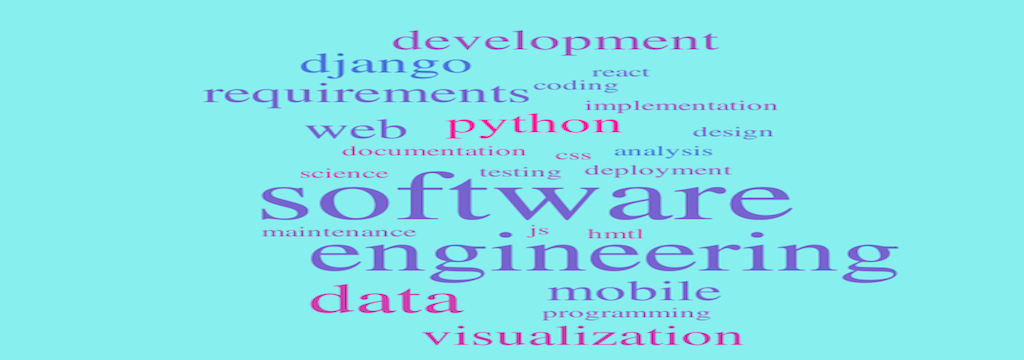 development
django
react
requirements coding
implementation
web python design
documentation css analysis
science testing deployment
software
maintenance js hmtl
engineering
data mobile
programming
visualization